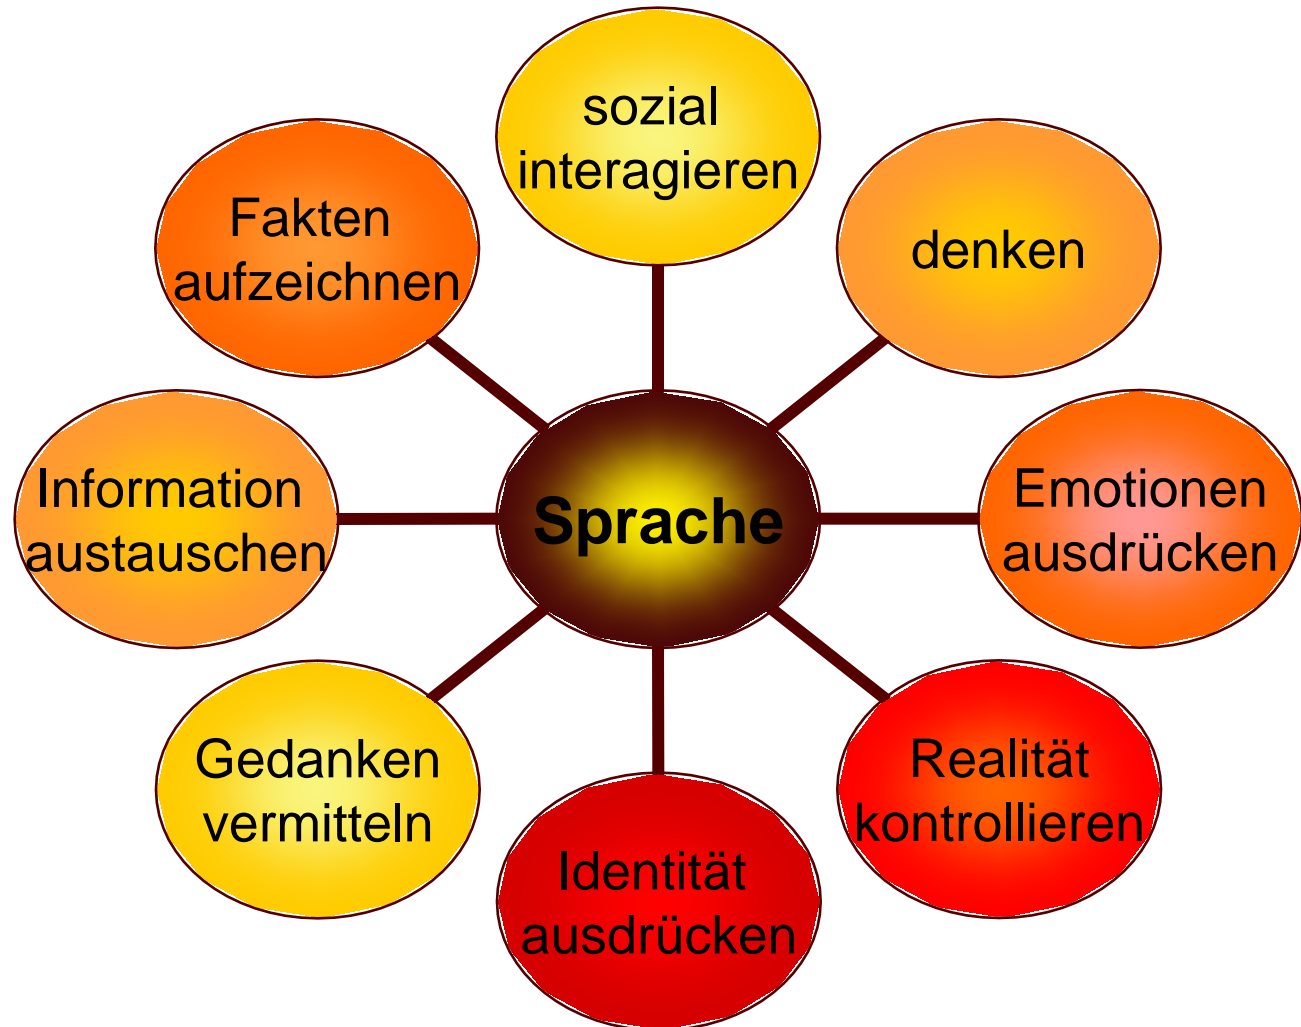 sozial
interagieren
denken
Emotionen
ausdrücken
Realität
kontrollieren
Identität
ausdrücken
Gedanken
vermitteln
Information
austauschen
Fakten
aufzeichnen
Sprache